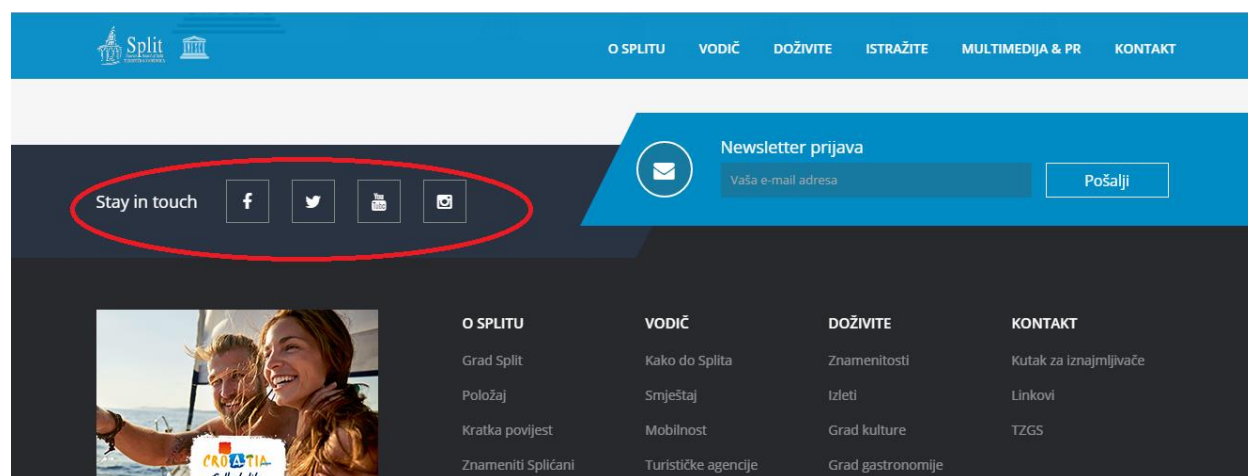 Split
O SPLITU VODIČ DOŽIVITE ISTRAŽITE MULTIMEDIJA & PR KONTAKT
Newsletter prijava
Vaša e-mail adresa
Pošalji
Stay in touch
You Tube
O SPLITU
Grad Split
Položaj
Kratka povijest
Znameniti Splićani
VODIČ
Kako do Splita
Smještaj
Mobilnost
Turističke agencije
DOŽIVITE
Znamenitosti
Izleti
Grad kulture
Grad gastronomije
KONTAKT
Kutak za iznajmljivače
Linkovi
TZGS
CROATIA